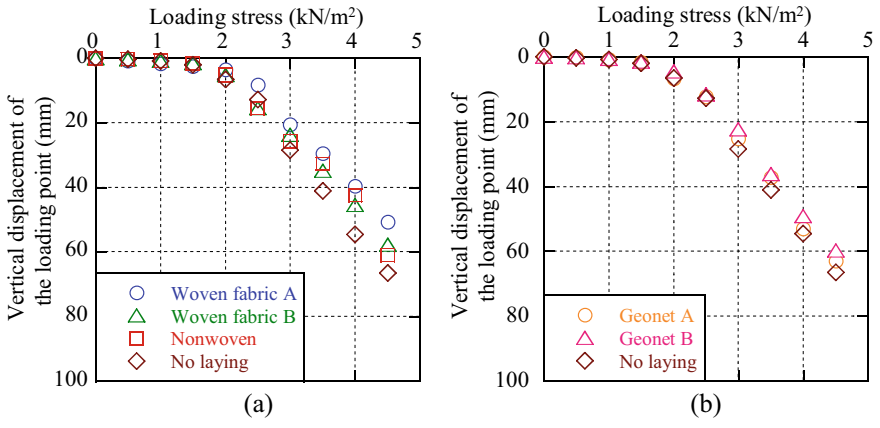 Loading stress (kN/m²)
0 1 2 3 4 5
0
20
40
60
80
100
Vertical displacement of
the loading point (mm)
Woven fabric A
Woven fabric B
Nonwoven
No laying
(a)
Loading stress (kN/m²)
0 1 2 3 4 5
0
20
40
60
80
100
Vertical displacement of
the loading point (mm)
Geonet A
Geonet B
No laying
(b)